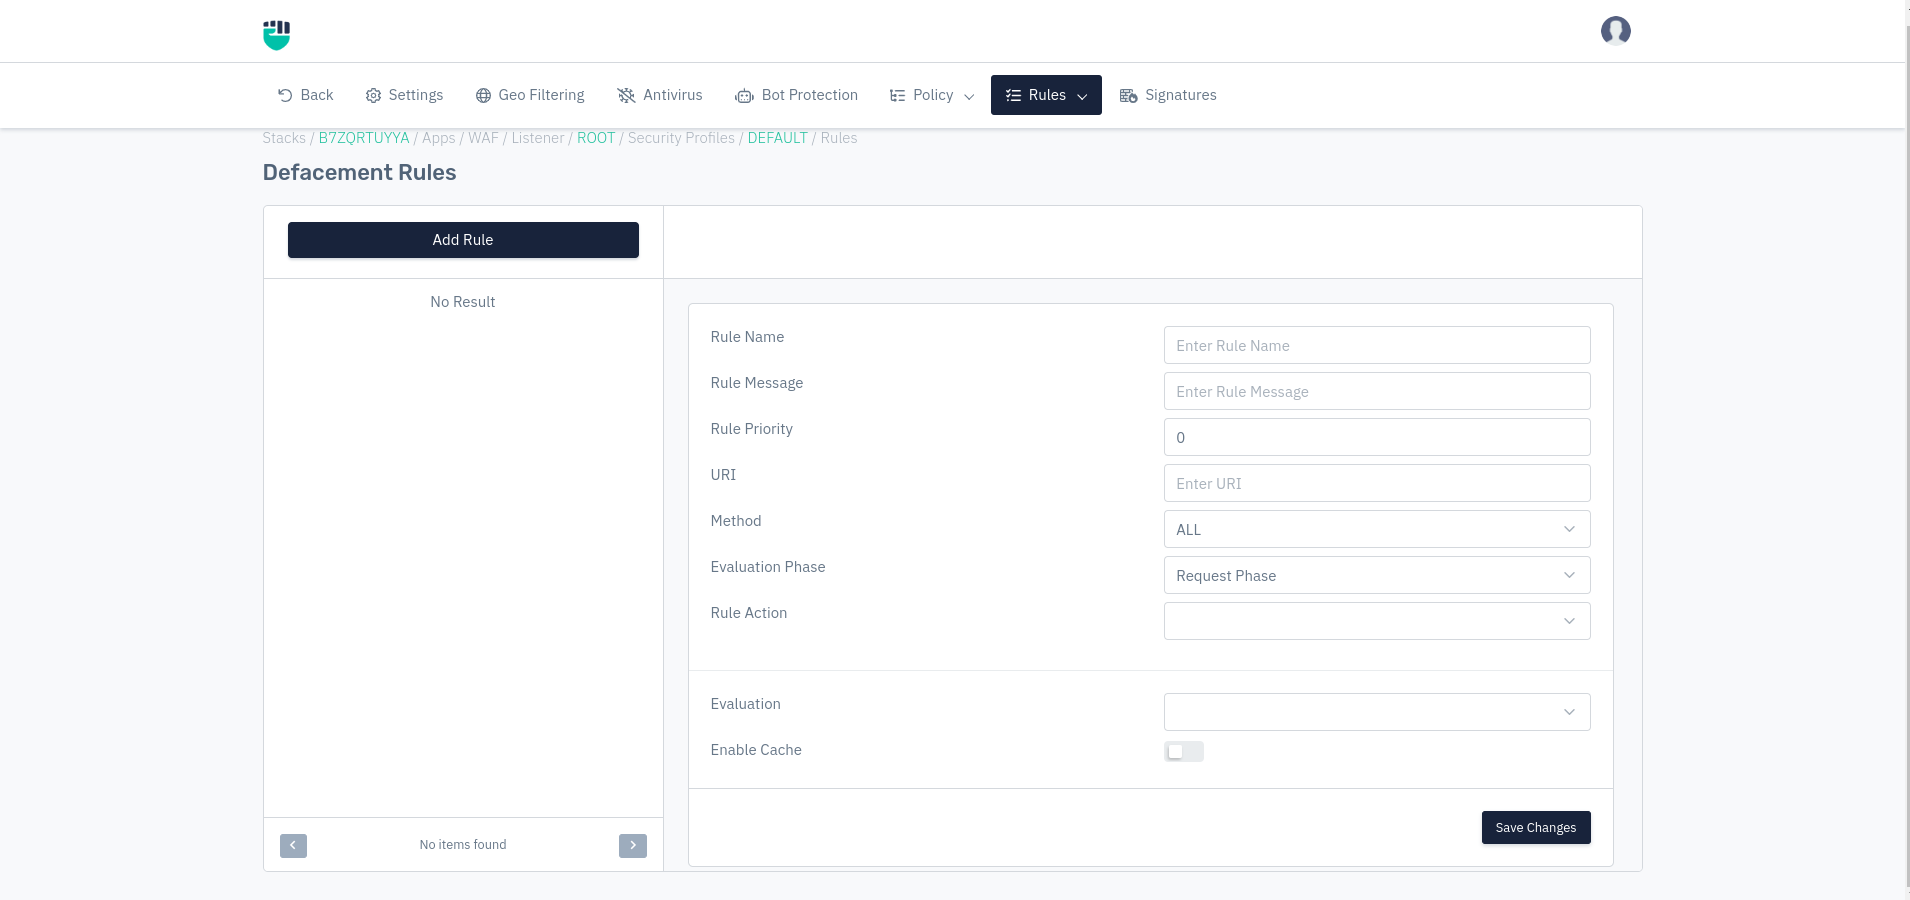 Back Settings Geo Filtering Antivirus Bot Protection Policy Rules Signatures
Stacks / B7ZQRTUYYA / Apps / WAF / Listener / ROOT / Security Profiles / DEFAULT / Rules
Defacement Rules
Add Rule
No Result
No items found
Rule Name
Enter Rule Name
Rule Message
Enter Rule Message
Rule Priority
0
URI
Enter URI
Method
ALL
Evaluation Phase
Request Phase
Rule Action
Evaluation
Enable Cache
Save Changes